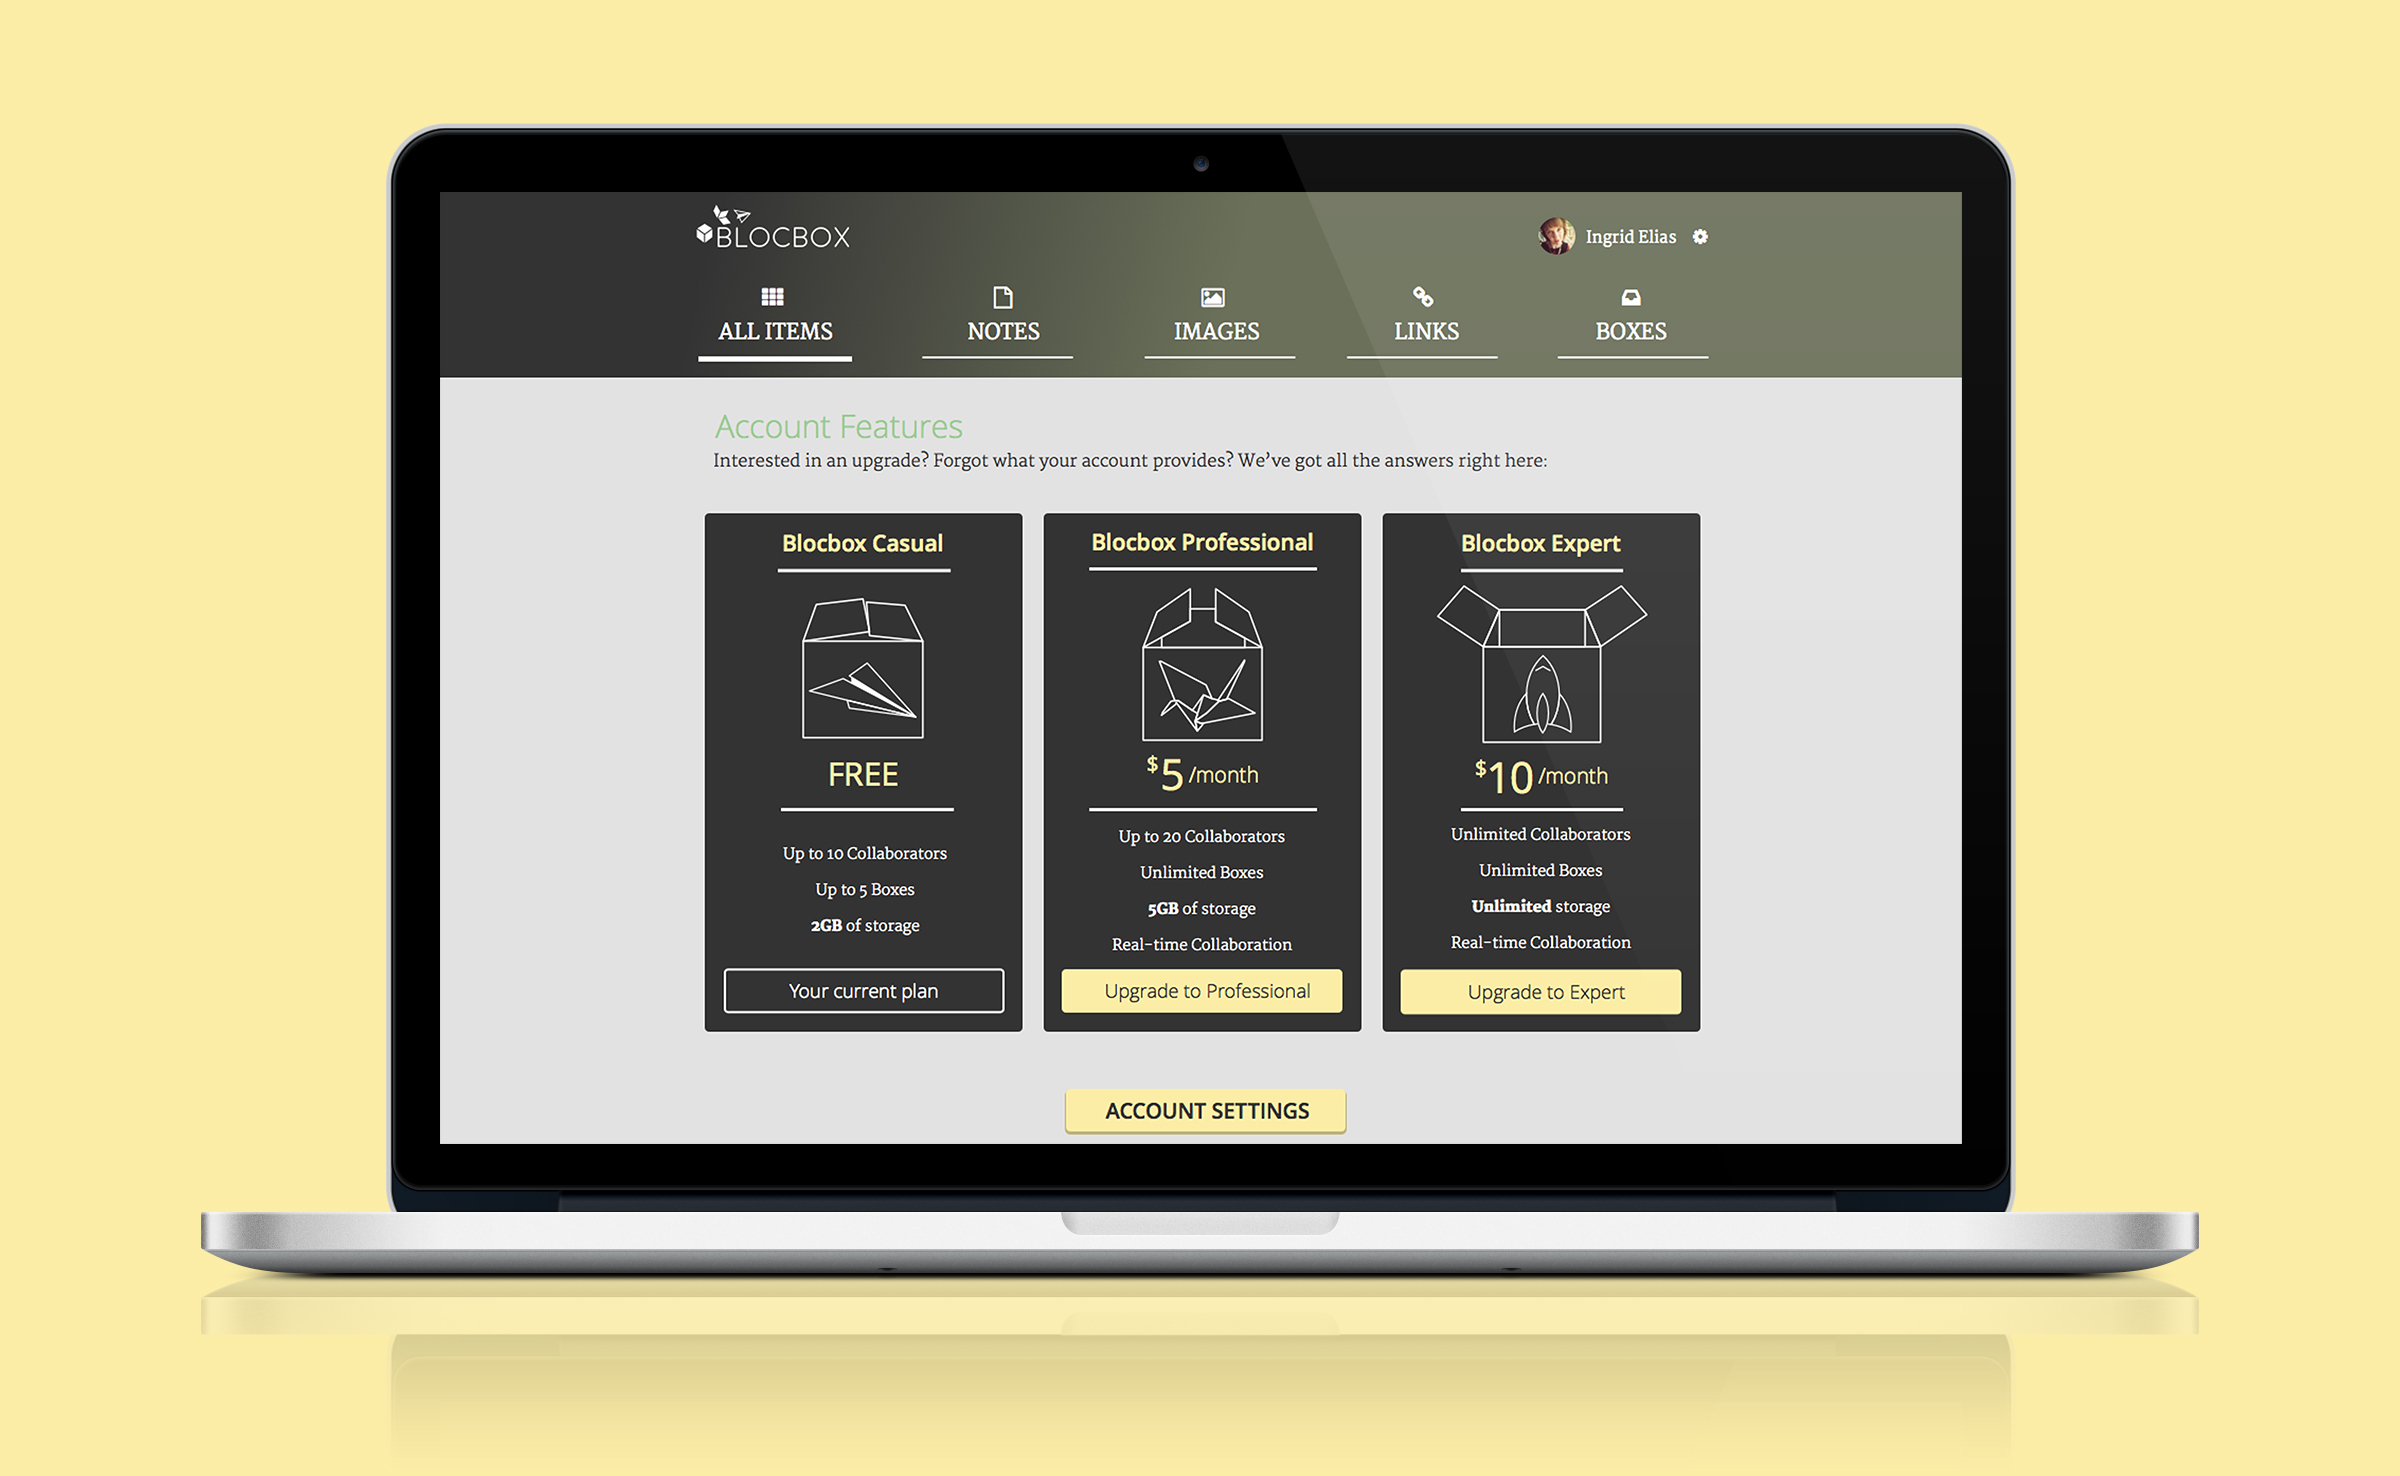 BLOCBOX
Ingrid Elias
ALL ITEMS
NOTES
IMAGES
LINKS
BOXES
Account Features
Interested in an upgrade? Forgot what your account provides? We've got all the answers right here:
Blocbox Casual
FREE
Up to 10 Collaborators
Up to 5 Boxes
2GB of storage
Your current plan
Blocbox Professional
$5 /month
Up to 20 Collaborators
Unlimited Boxes
5GB of storage
Real-time Collaboration
Upgrade to Professional
Blocbox Expert
$10 /month
Unlimited Collaborators
Unlimited Boxes
Unlimited storage
Real-time Collaboration
Upgrade to Expert
ACCOUNT SETTINGS